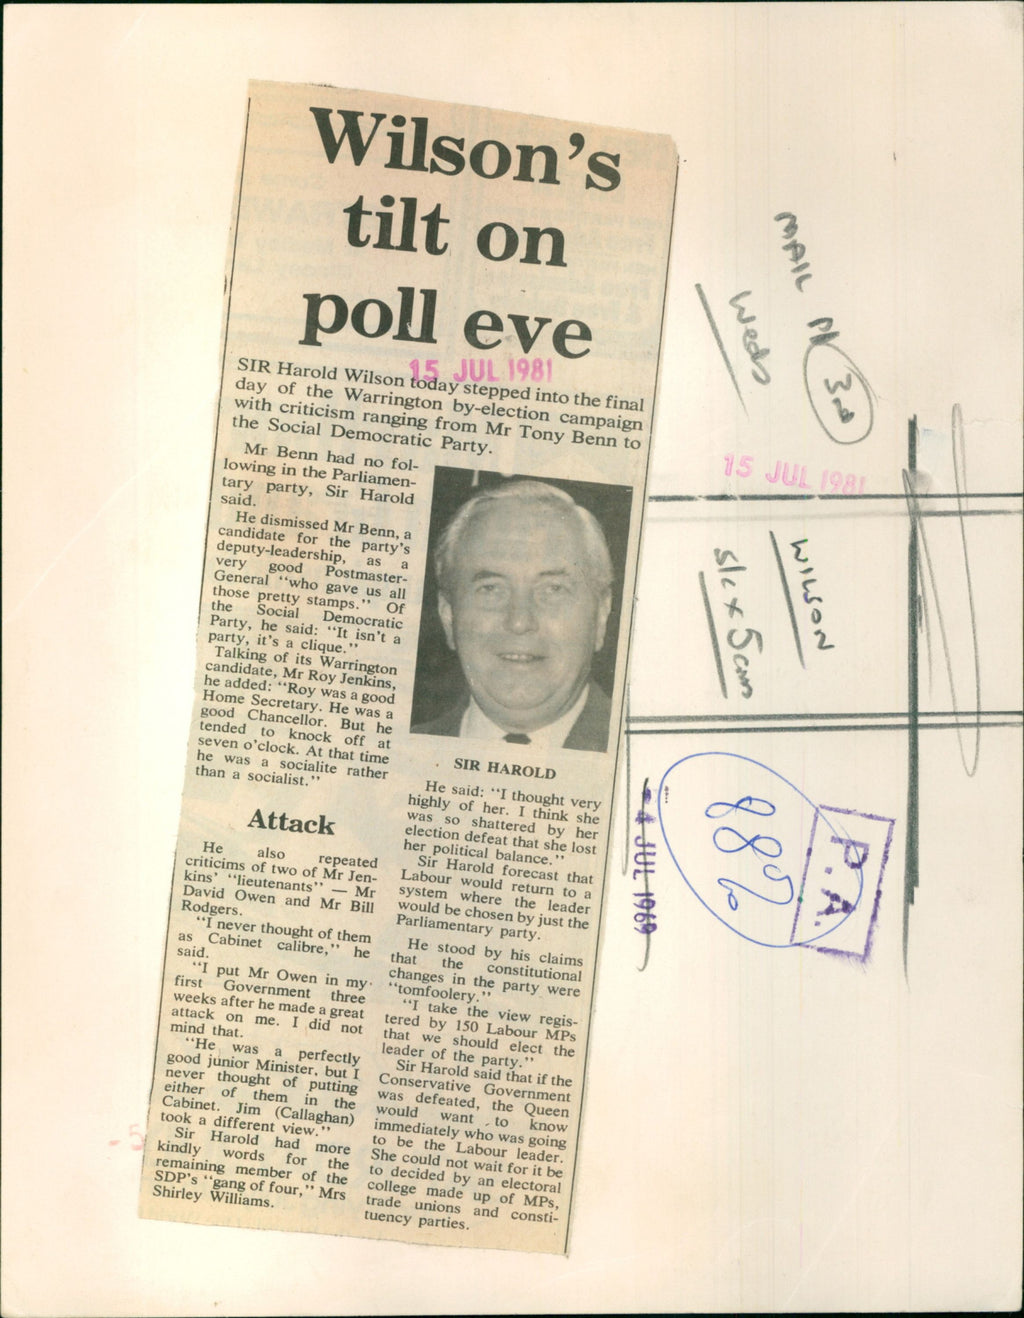 Wilson's
tilt on
poll eve
15 JUL 1981
SIR Harold Wilson today stepped into the final
day of the Warrington by-election campaign
with criticism ranging from Mr Tony Benn to
the Social Democratic Party.
Mr Benn had no fol-
lowing in the Parliamen-
tary party, Sir Harold
said.
He dismissed Mr Benn, a
candidate for the party's
deputy-leadership, as a
very good Postmaster-
General "who gave us all
those pretty stamps." Of
the Social Democratic
Party, he said: "It isn't a
party, it's a clique."
Talking of its Warrington
candidate, Mr Roy Jenkins,
he added: "Roy was a good
Home Secretary. He was a
good Chancellor. But he
tended to knock off at
seven o'clock. At that time
he was a socialite rather
than a socialist."
Attack
He also repeated
criticims of two of Mr Jen-
kins' "lieutenants" — Mr
David Owen and Mr Bill
Rodgers.
"I never thought of them
as Cabinet calibre," he
said.
"I put Mr Owen in my
first Government three
weeks after he made a great
attack on me. I did not
mind that.
"He was a perfectly
good junior Minister, but I
never thought of putting
either of them in the
Cabinet. Jim (Callaghan)
took a different view."
Sir Harold had more
kindly words for the
remaining member of the
SDP's "gang of four," Mrs
Shirley Williams.
SIR HAROLD
He said: "I thought very
highly of her. I think she
was so shattered by her
election defeat that she lost
her political balance."
Sir Harold forecast that
Labour would return to a
system where the leader
would be chosen by just the
Parliamentary party.
He stood by his claims
that the constitutional
changes in the party were
"tomfoolery."
"I take the view regis-
tered by 150 Labour MPs
that we should elect the
leader of the party."
Sir Harold said that if the
Conservative Government
was defeated, the Queen
would want to know
immediately who was going
to be the Labour leader.
She could not wait for it be
to decided by an electoral
college made up of MPs,
trade unions and consti-
tuency parties.
MAIL
3rd
Weds
15 JUL 1981
WILSON
s/c x 5cms
88%
P.A.
4 JUL 1969
-5